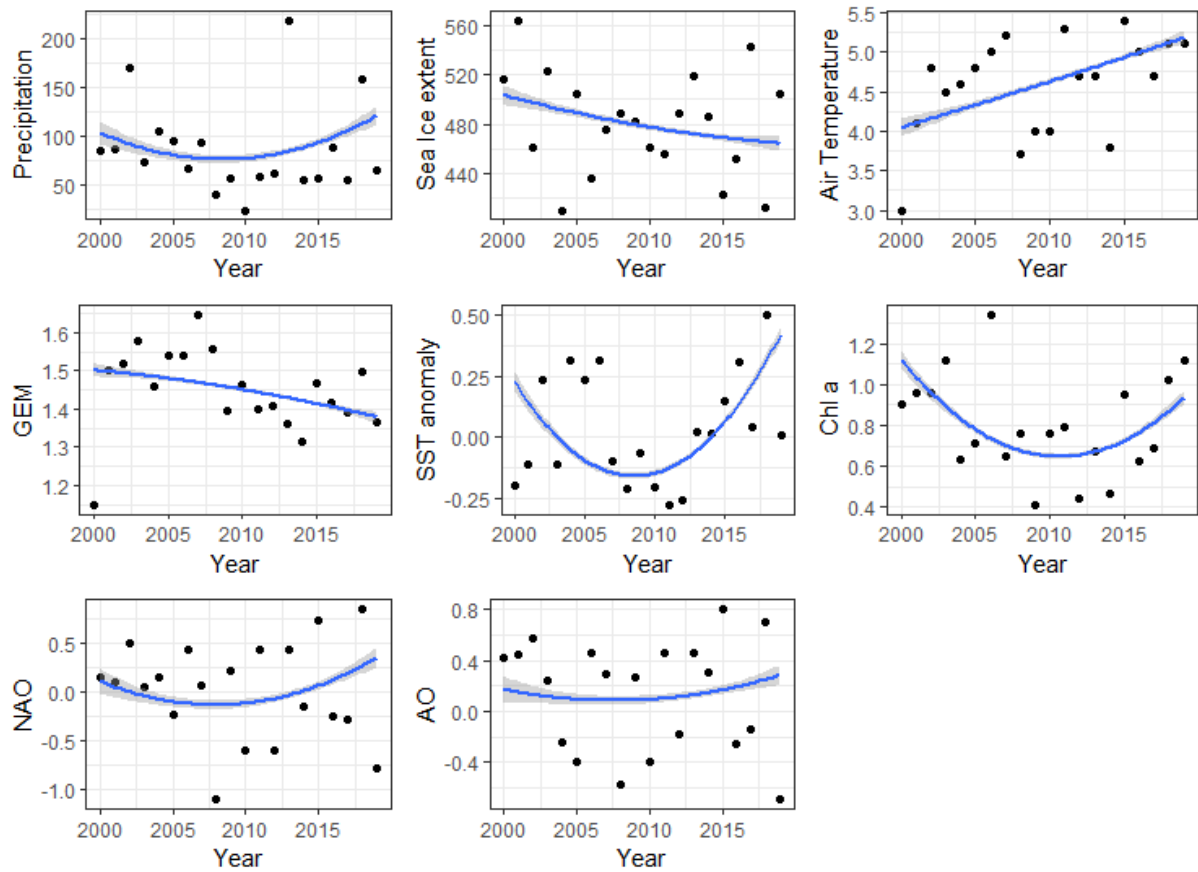 Precipitation
200
150
100
50
2000 2005 2010 2015
Year
Sea Ice extent
560
520
480
440
2000 2005 2010 2015
Year
Air Temperature
5.5
5.0
4.5
4.0
3.5
3.0
2000 2005 2010 2015
Year
GEM
1.6
1.5
1.4
1.3
1.2
2000 2005 2010 2015
Year
SST anomaly
0.50
0.25
0.00
-0.25
2000 2005 2010 2015
Year
Chl a
1.2
1.0
0.8
0.6
0.4
2000 2005 2010 2015
Year
NAO
0.5
0.0
-0.5
-1.0
2000 2005 2010 2015
Year
AO
0.8
0.4
0.0
-0.4
2000 2005 2010 2015
Year